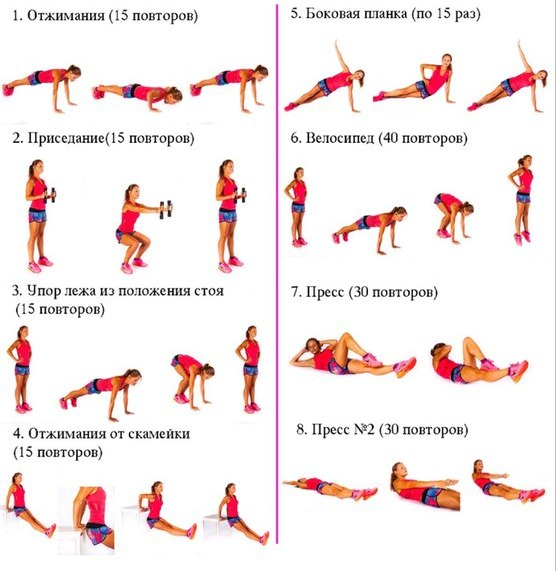 1. Отжимания (15 повторов)
2. Приседание(15 повторов)
3. Упор лежа из положения стоя
(15 повторов)
4. Отжимания от скамейки
(15 повторов)
5. Боковая планка (по 15 раз)
6. Велосипед (40 повторов)
7. Пресс (30 повторов)
8. Пресс №2 (30 повторов)